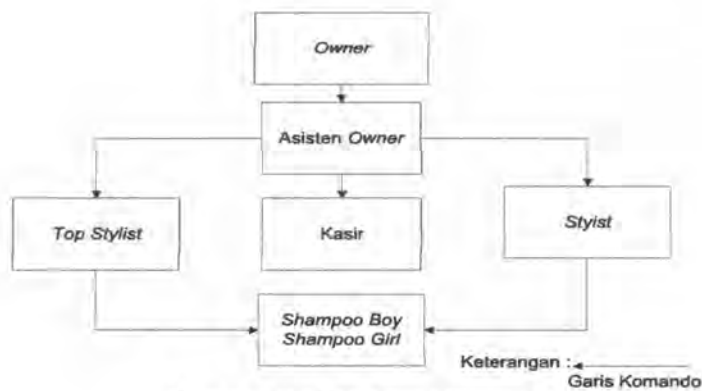 Owner
Asisten Owner
Top Stylist
Kasir
Styist
Shampoo Boy
Shampoo Girl
Keterangan :
Garis Komando